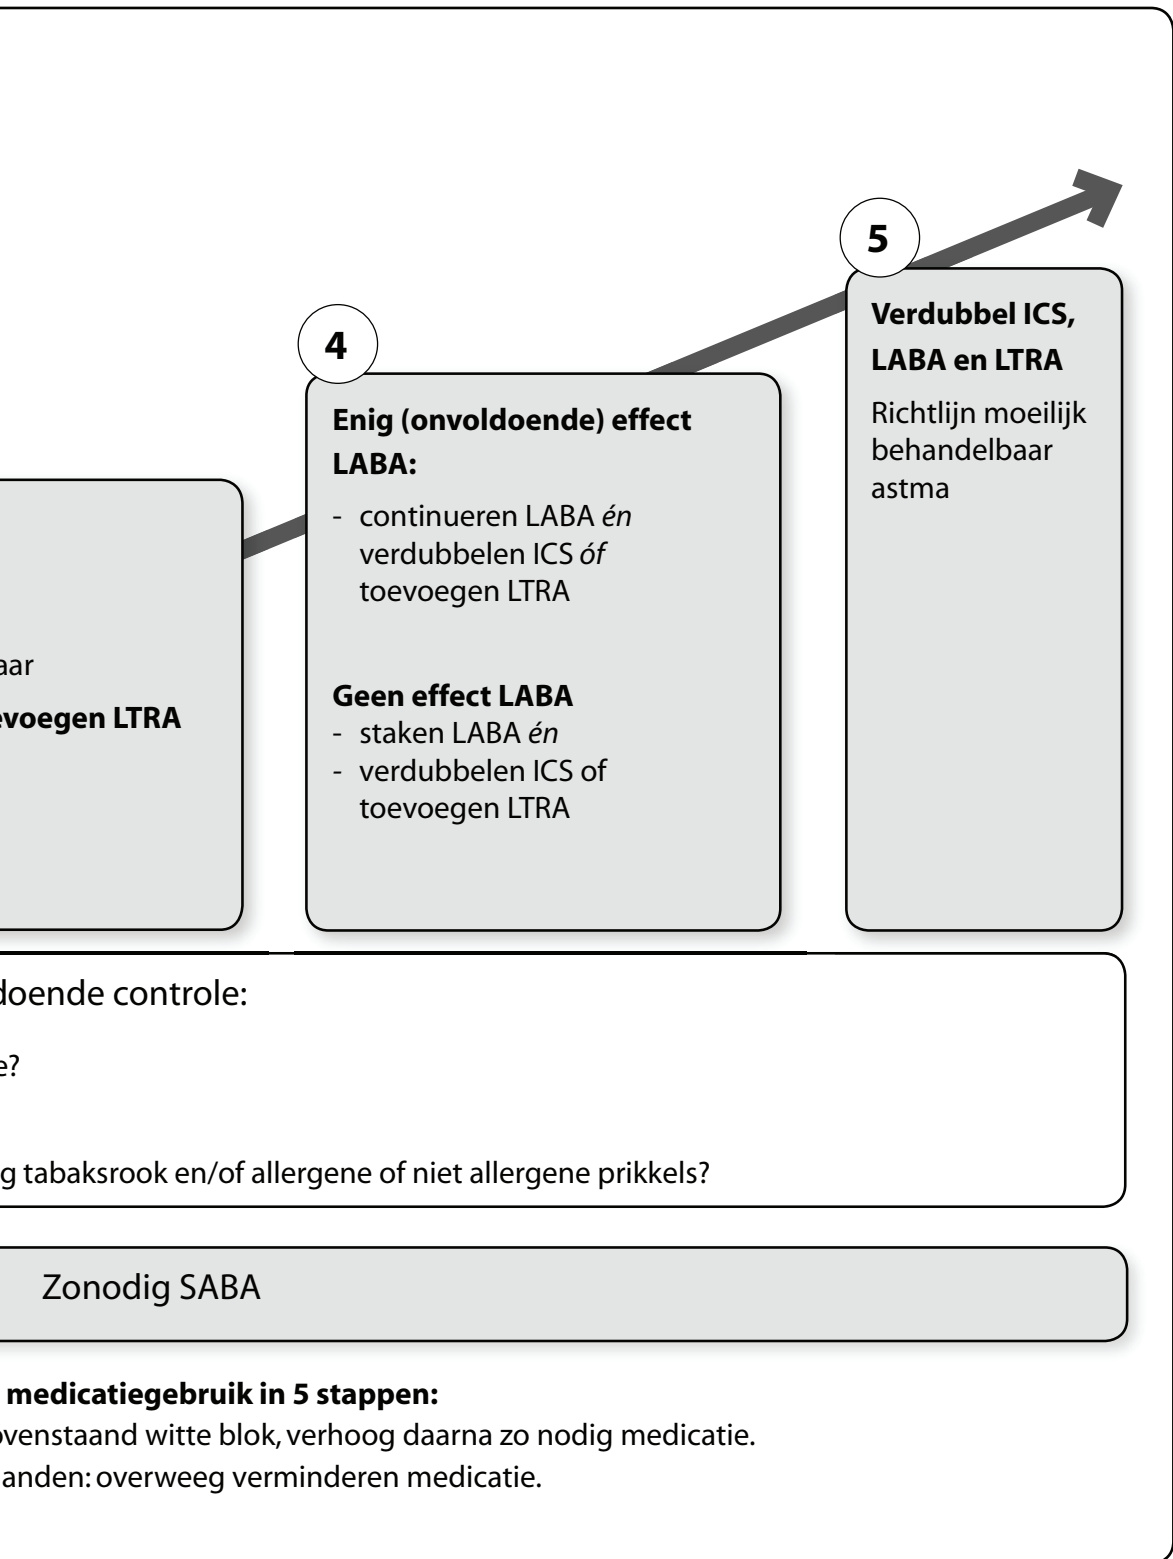 5
Verdubbel ICS,
LABA en LTRA
Richtlijn moeilijk
behandelbaar
astma
4
Enig (onvoldoende) effect
LABA:
- continueren LABA én
verdubbelen ICS óf
toevoegen LTRA
Geen effect LABA
- staken LABA én
- verdubbelen ICS of
toevoegen LTRA
aar
evoegen LTRA
doende controle:
e?
g tabaksrook en/of allergene of niet allergene prikkels?
Zonodig SABA
medicatiegebruik in 5 stappen:
ovenstaand witte blok, verhoog daarna zo nodig medicatie.
anden: overweeg verminderen medicatie.